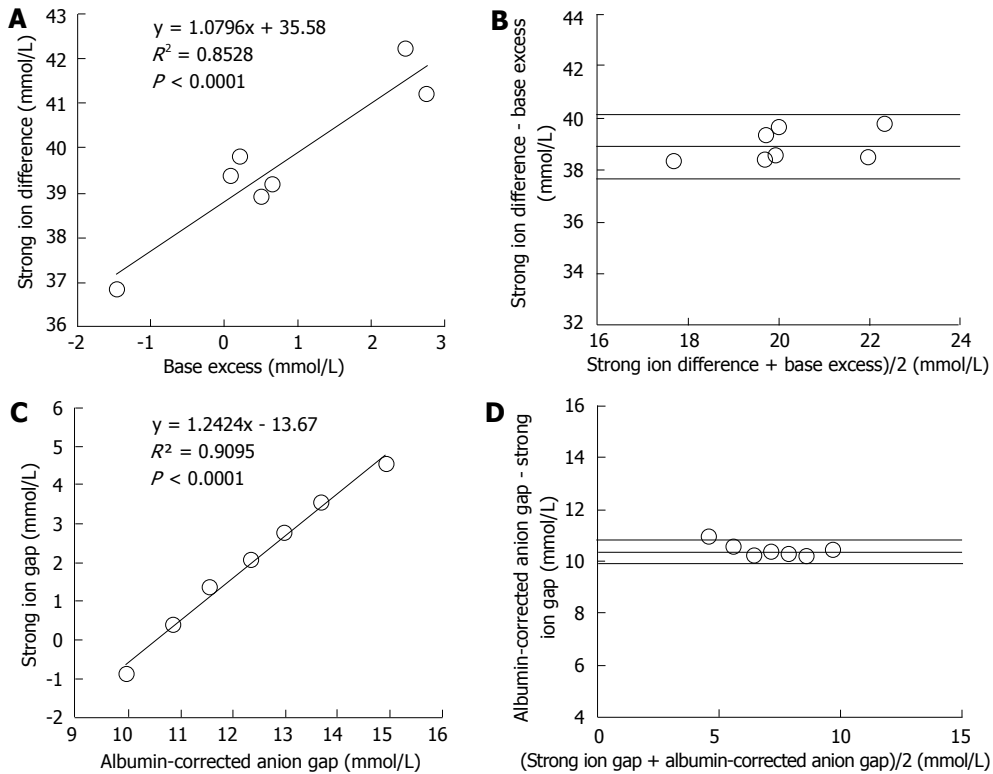 A
y = 1.0796x + 35.58
R² = 0.8528
P < 0.0001
Strong ion difference (mmol/L)
43
42
41
40
39
38
37
36
-2 -1 0 1 2 3
Base excess (mmol/L)
B
Strong ion difference - base excess
(mmol/L)
44
42
40
38
36
34
32
16 18 20 22 24
Strong ion difference + base excess)/2 (mmol/L)
C
y = 1.2424x - 13.67
R² = 0.9095
P < 0.0001
Strong ion gap (mmol/L)
6
5
4
3
2
1
0
-1
-2
9 10 11 12 13 14 15 16
Albumin-corrected anion gap (mmol/L)
D
Albumin-corrected anion gap - strong
ion gap (mmol/L)
16
14
12
10
8
6
4
0 5 10 15
(Strong ion gap + albumin-corrected anion gap)/2 (mmol/L)